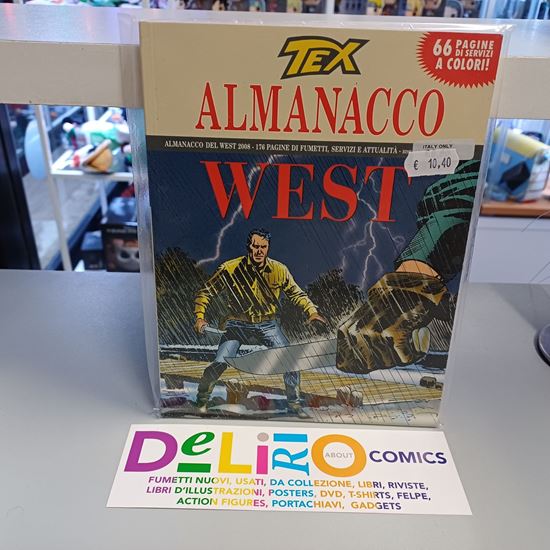 TEX
66 PAGINE
DI SERVIZI
A COLORI!
ALMANACCO
ALMANACCO DEL WEST 2008 - 176 PAGINE DI FUMETTI, SERVIZI E ATTUALITÀ -
ITALY ONLY
€ 10,40
WEST
DeLiRiO ABOUT COMICS
FUMETTI NUOVI, USATI, DA COLLEZIONE, LIBRI, RIVISTE,
LIBRI D'ILLUSTRAZIONI, POSTERS, DVD, T-SHIRTS, FELPE,
ACTION FIGURES, PORTACHIAVI, GADGETS